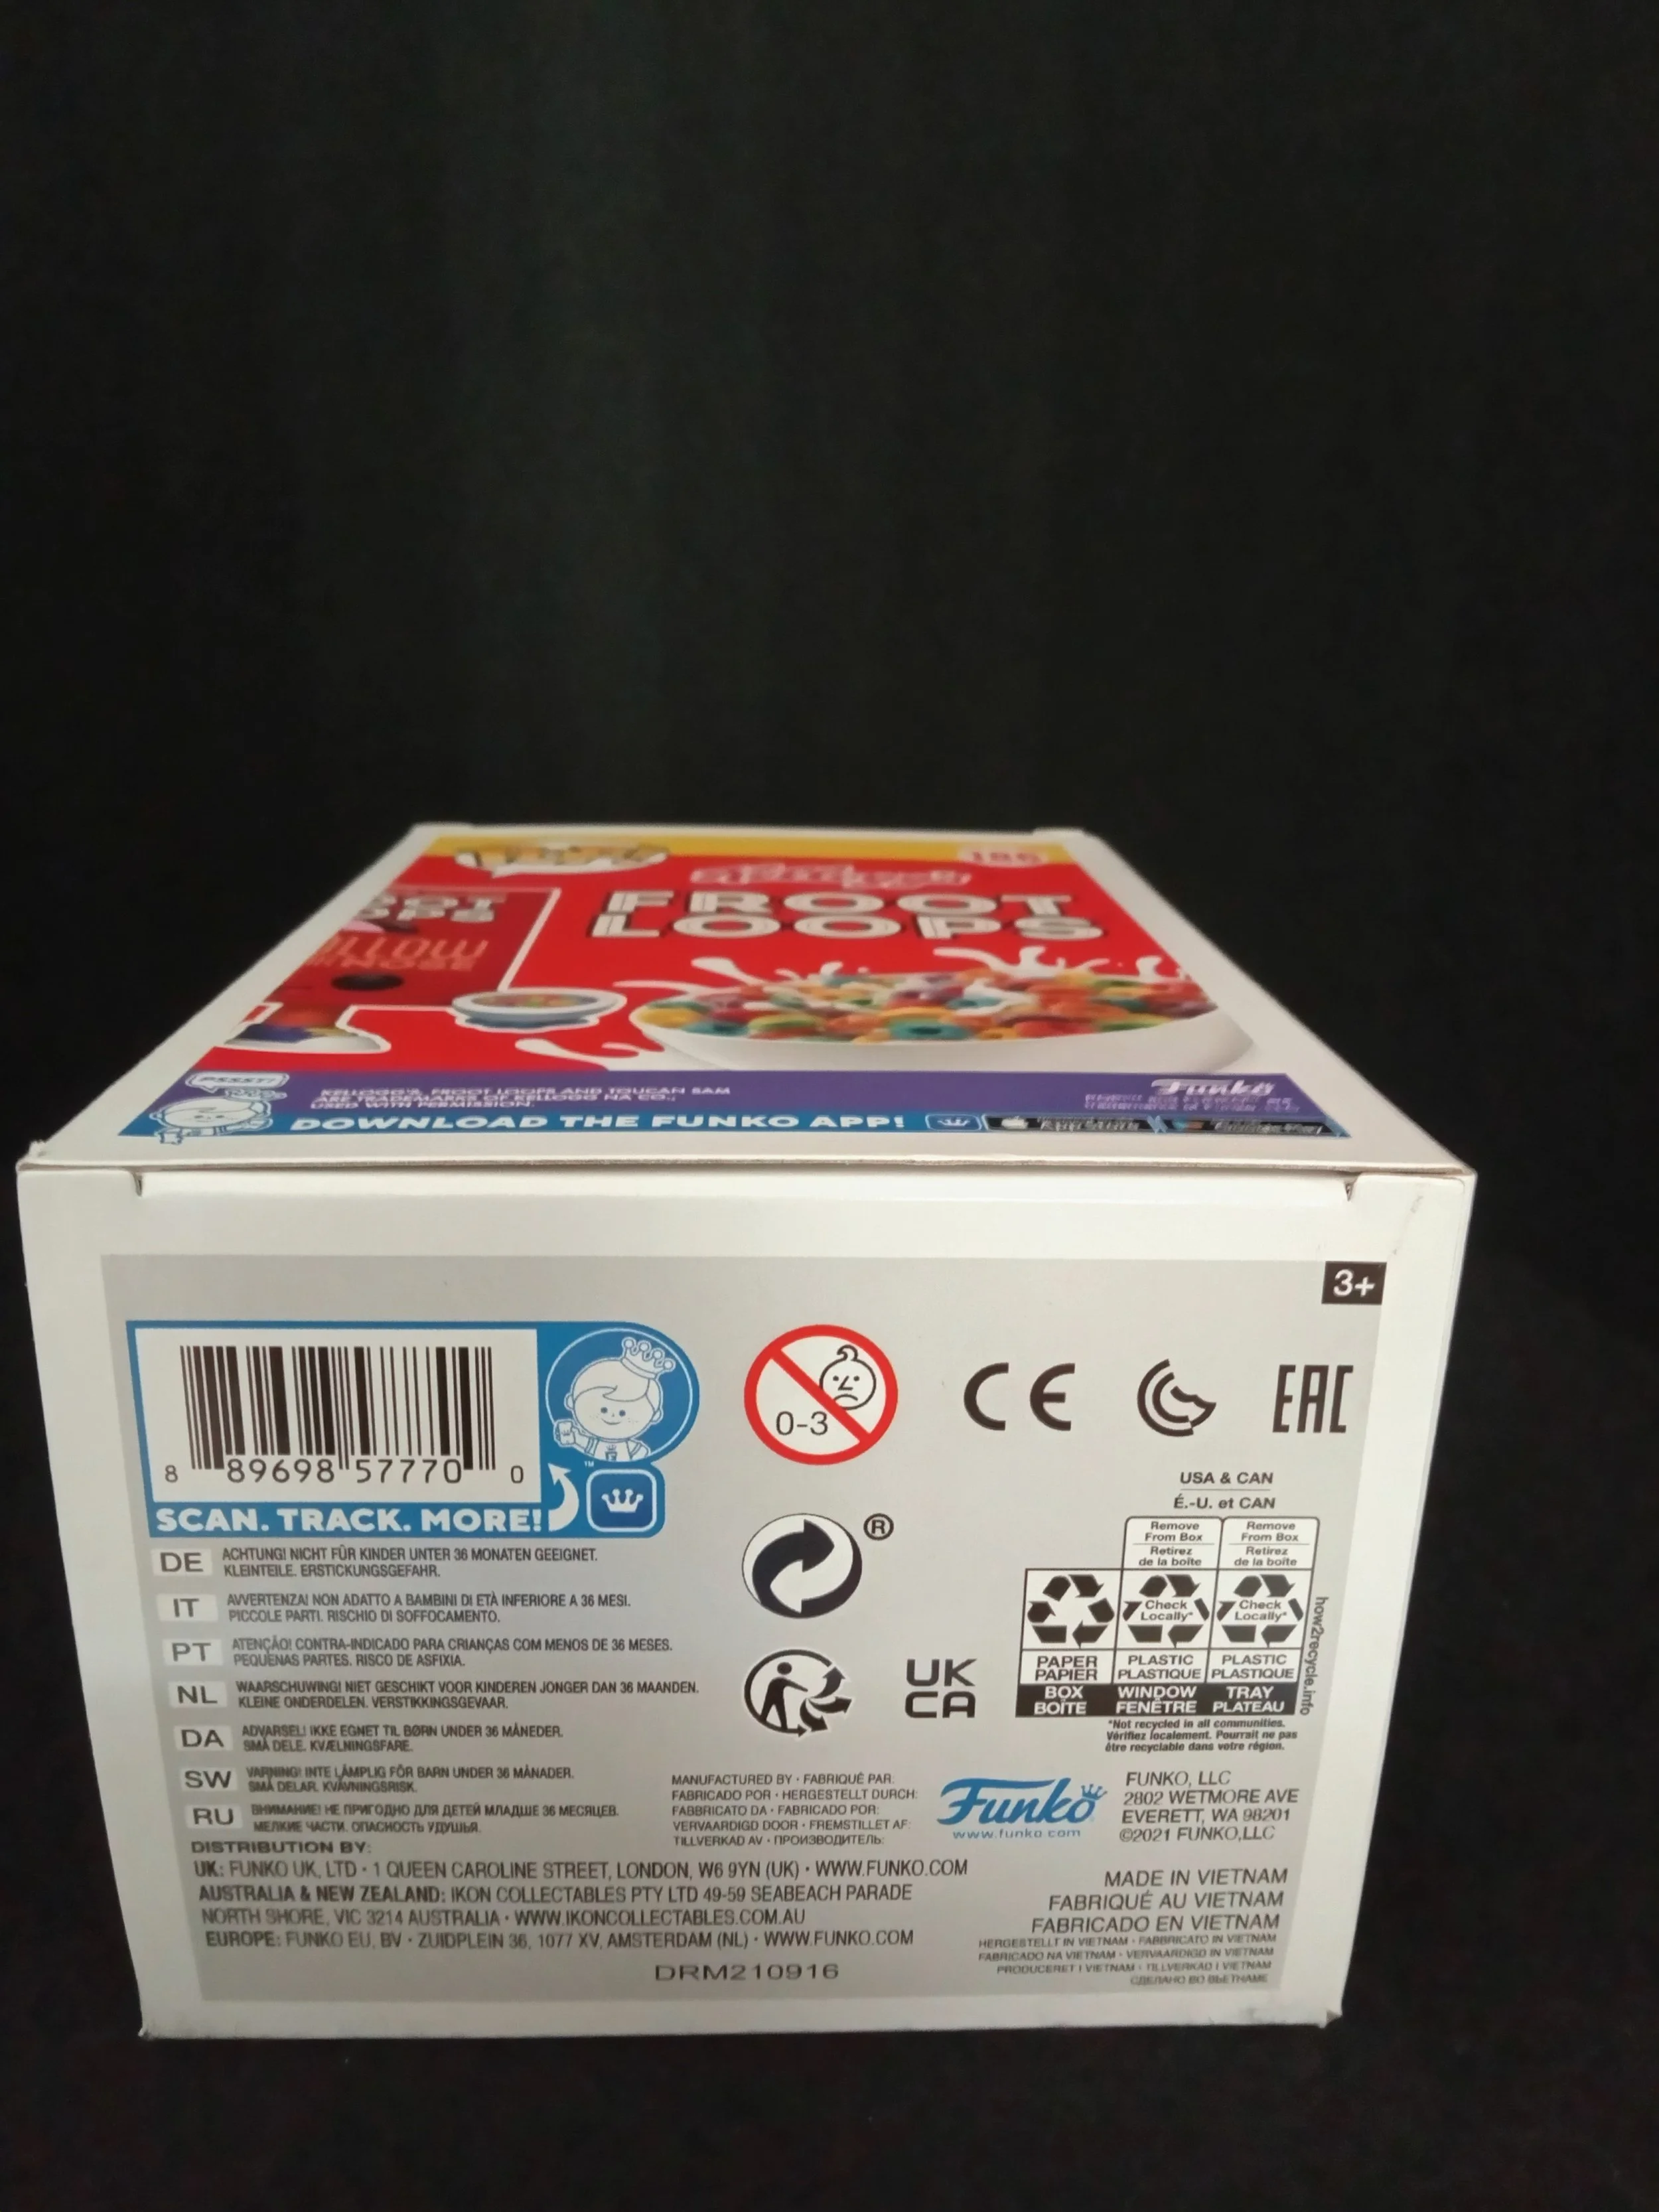 POP!
186
Kellogg's
FROOT
LOOPS
PSSST!
KELLOGG'S, FROOT LOOPS AND TOUCAN SAM
ARE TRADEMARKS OF KELLOGG NA CO.;
USED WITH PERMISSION.
Funko
DOWNLOAD THE FUNKO APP!
3+
8 89698 57770 0
TM
SCAN. TRACK. MORE!
0-3
CE
EAC
®
UK
CA
USA & CAN
É.-U. et CAN
Remove
From Box
Retirez
de la boîte
Remove
From Box
Retirez
de la boîte
Check
Locally*
Check
Locally*
PAPER
PAPIER
PLASTIC
PLASTIQUE
PLASTIC
PLASTIQUE
BOX
BOÎTE
WINDOW
FENÊTRE
TRAY
PLATEAU
how2recycle.info
*Not recycled in all communities.
Vérifiez localement. Pourrait ne pas
être recyclable dans votre région.
DE ACHTUNG! NICHT FÜR KINDER UNTER 36 MONATEN GEEIGNET.
KLEINTEILE. ERSTICKUNGSGEFAHR.
IT AVVERTENZA! NON ADATTO A BAMBINI DI ETÀ INFERIORE A 36 MESI.
PICCOLE PARTI. RISCHIO DI SOFFOCAMENTO.
PT ATENÇÃO! CONTRA-INDICADO PARA CRIANÇAS COM MENOS DE 36 MESES.
PEQUENAS PARTES. RISCO DE ASFIXIA.
NL WAARSCHUWING! NIET GESCHIKT VOOR KINDEREN JONGER DAN 36 MAANDEN.
KLEINE ONDERDELEN. VERSTIKKINGSGEVAAR.
DA ADVARSEL! IKKE EGNET TIL BØRN UNDER 36 MÅNEDER.
SMÅ DELE. KVÆLNINGSFARE.
SW VARNING! INTE LÄMPLIG FÖR BARN UNDER 36 MÅNADER.
SMÅ DELAR. KVÄVNINGSRISK.
RU ВНИМАНИЕ! НЕ ПРИГОДНО ДЛЯ ДЕТЕЙ МЛАДШЕ 36 МЕСЯЦЕВ.
МЕЛКИЕ ЧАСТИ. ОПАСНОСТЬ УДУШЬЯ.
MANUFACTURED BY • FABRIQUÉ PAR:
FABRICADO POR • HERGESTELLT DURCH:
FABBRICATO DA • FABRICADO POR:
VERVAARDIGD DOOR • FREMSTILLET AF:
TILLVERKAD AV • ПРОИЗВОДИТЕЛЬ:
Funko
www.funko.com
FUNKO, LLC
2802 WETMORE AVE
EVERETT, WA 98201
©2021 FUNKO,LLC
DISTRIBUTION BY:
UK: FUNKO UK, LTD • 1 QUEEN CAROLINE STREET, LONDON, W6 9YN (UK) • WWW.FUNKO.COM
AUSTRALIA & NEW ZEALAND: IKON COLLECTABLES PTY LTD 49-59 SEABEACH PARADE
NORTH SHORE, VIC 3214 AUSTRALIA • WWW.IKONCOLLECTABLES.COM.AU
EUROPE: FUNKO EU, BV • ZUIDPLEIN 36, 1077 XV, AMSTERDAM (NL) • WWW.FUNKO.COM
DRM210916
MADE IN VIETNAM
FABRIQUÉ AU VIETNAM
FABRICADO EN VIETNAM
HERGESTELLT IN VIETNAM • FABBRICATO IN VIETNAM
FABRICADO NA VIETNAM • VERVAARDIGD IN VIETNAM
PRODUCERET I VIETNAM • TILLVERKAD I VIETNAM
СДЕЛАНО ВО ВЬЕТНАМЕ